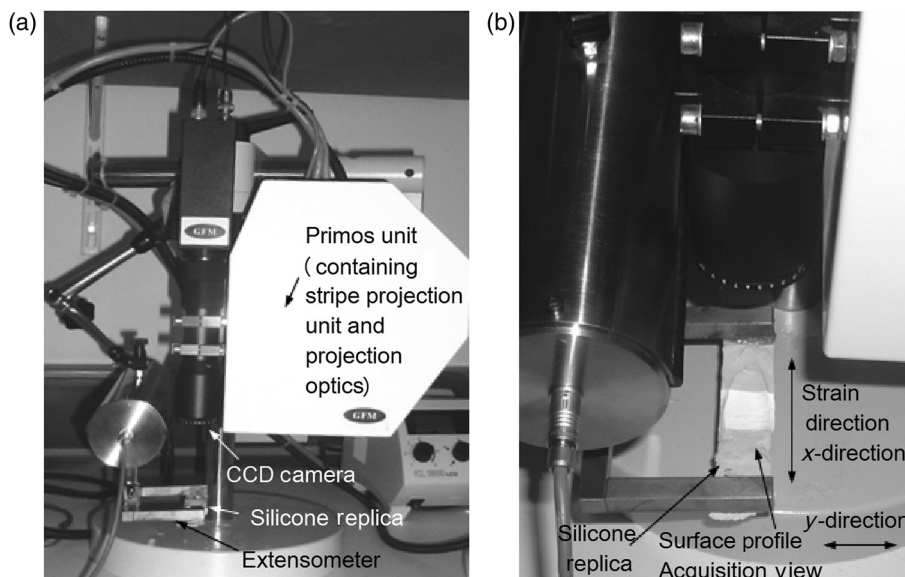 (a)
GFM
Primos unit
(containing
stripe projection
unit and
projection
optics)
GFM
CCD camera
Silicone replica
Extensometer
(b)
Strain
direction
x-direction
y-direction
Silicone
replica
Surface profile
Acquisition view